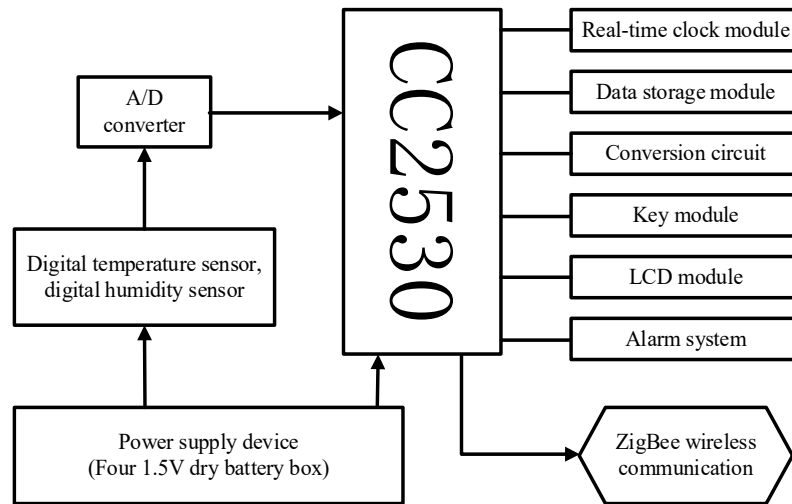 Real-time clock module
A/D
converter
CC2530
Data storage module
Conversion circuit
Key module
Digital temperature sensor,
digital humidity sensor
LCD module
Alarm system
Power supply device
(Four 1.5V dry battery box)
ZigBee wireless
communication